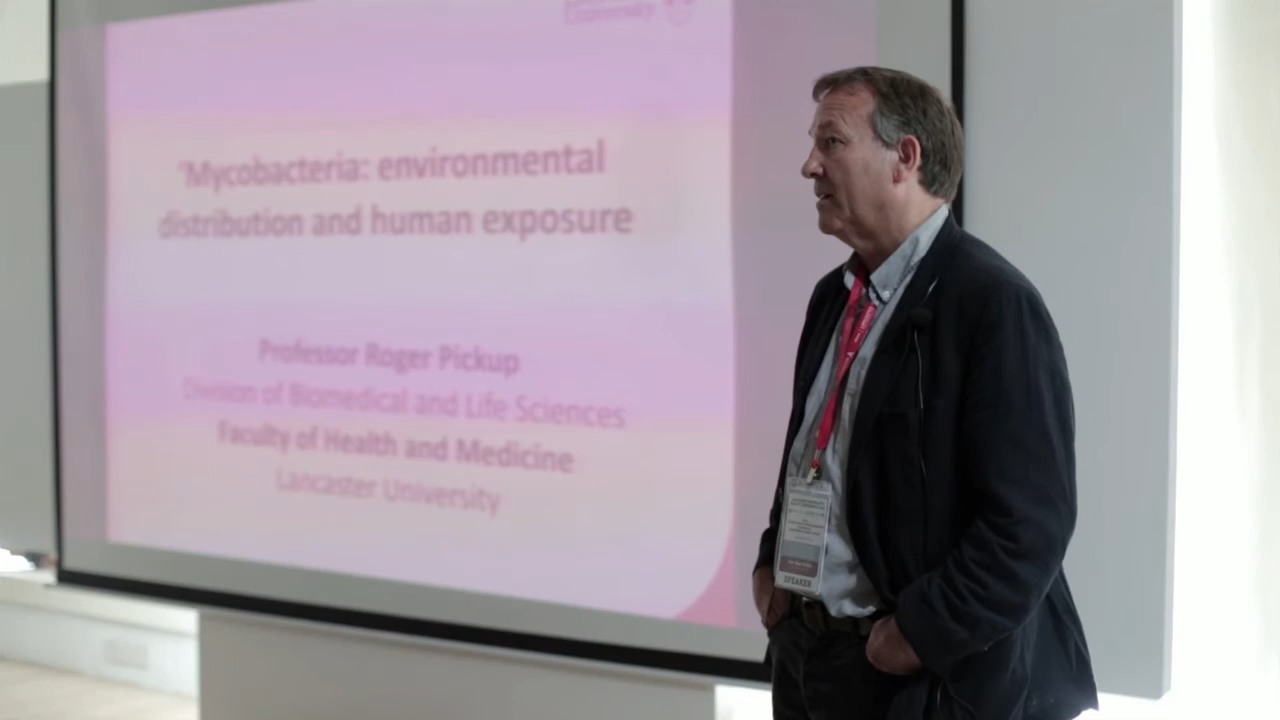 'Mycobacteria: environmental
distribution and human exposure
Professor Roger Pickup
Division of Biomedical and Life Sciences
Faculty of Health and Medicine
Lancaster University
SPEAKER